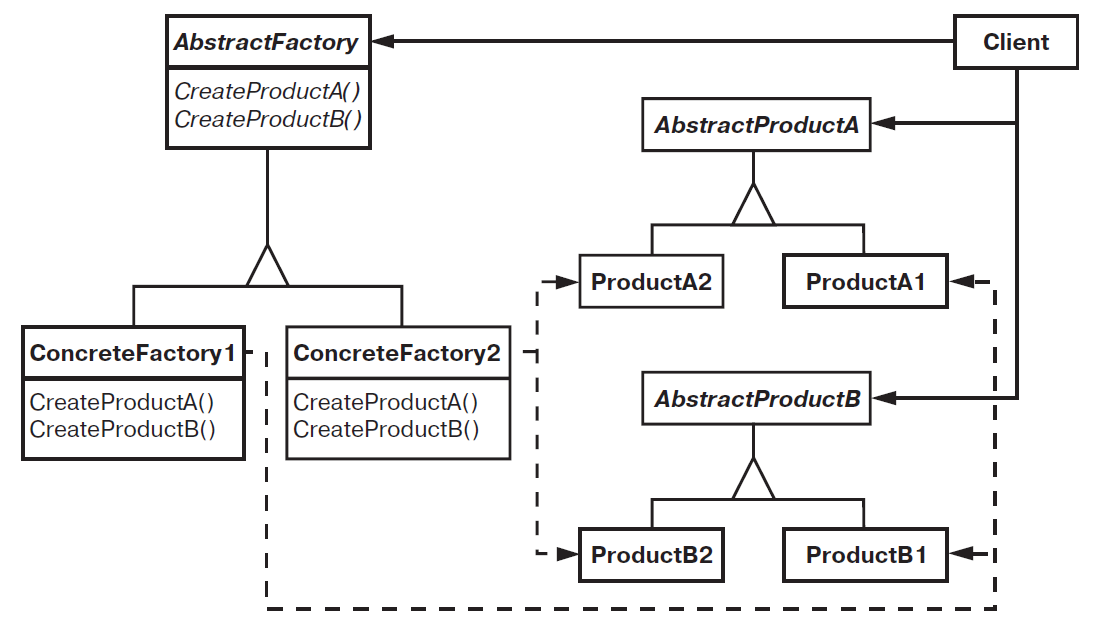 AbstractFactory
CreateProductA()
CreateProductB()
Client
AbstractProductA
ProductA2
ProductA1
ConcreteFactory1
CreateProductA()
CreateProductB()
ConcreteFactory2
CreateProductA()
CreateProductB()
AbstractProductB
ProductB2
ProductB1